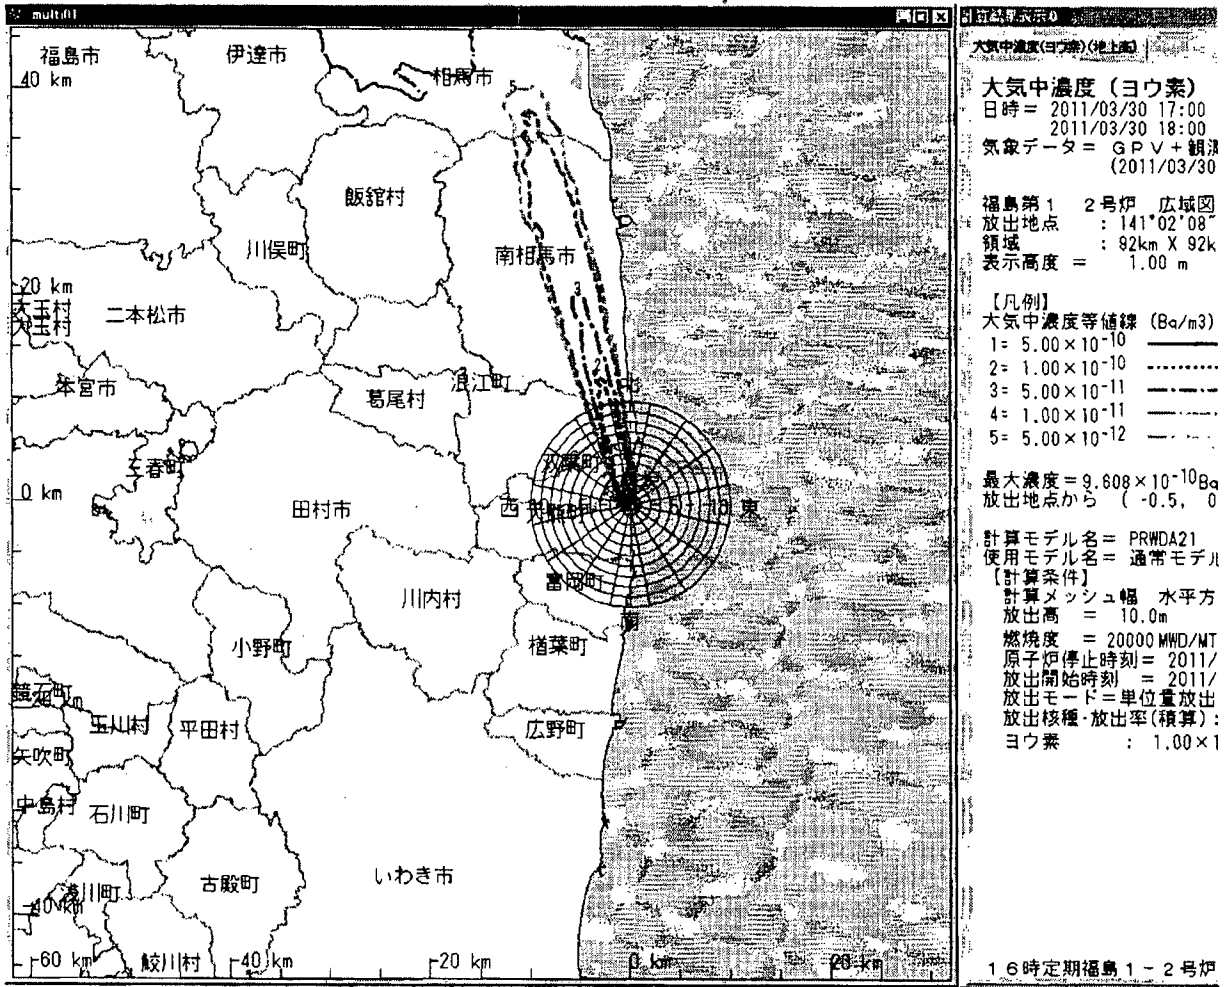 multi01
福島市
伊達市
相馬市
40 km
5
飯舘村
川俣町
南相馬市
20 km
3
大玉村
大玉村
二本松市
本宮市
浪江町
北
葛尾村
三春町
双葉町
0 km
田村市
西
東
富岡町
川内村
南
小野町
楢葉町
鏡石町
玉川村
平田村
広野町
矢吹町
中島村
石川町
浅川町
古殿町
いわき市
-40 km
-60 km
鮫川村
-40 km
-20 km
0 km
20 km
大気中濃度(ヨウ素)(地上高)
大気中濃度 (ヨウ素)
日時= 2011/03/30 17:00
2011/03/30 18:00
気象データ= GPV+観測
(2011/03/30
福島第1 2号炉 広域図
放出地点 : 141°02'08"
領域 : 92km X 92k
表示高度 = 1.00 m
【凡例】
大気中濃度等値線 (Bq/m3)
1= 5.00×10-10
2= 1.00×10-10
3= 5.00×10-11
4= 1.00×10-11
5= 5.00×10-12
最大濃度=9.608×10-10Bq
放出地点から ( -0.5, 0
計算モデル名= PRWDA21
使用モデル名= 通常モデル
【計算条件】
計算メッシュ幅 水平方
放出高 = 10.0m
燃焼度 = 20000MWD/MT
原子炉停止時刻= 2011/
放出開始時刻 = 2011/
放出モード=単位量放出
放出核種・放出率(積算):
ヨウ素 : 1.00×1
16時定期福島1-2号炉